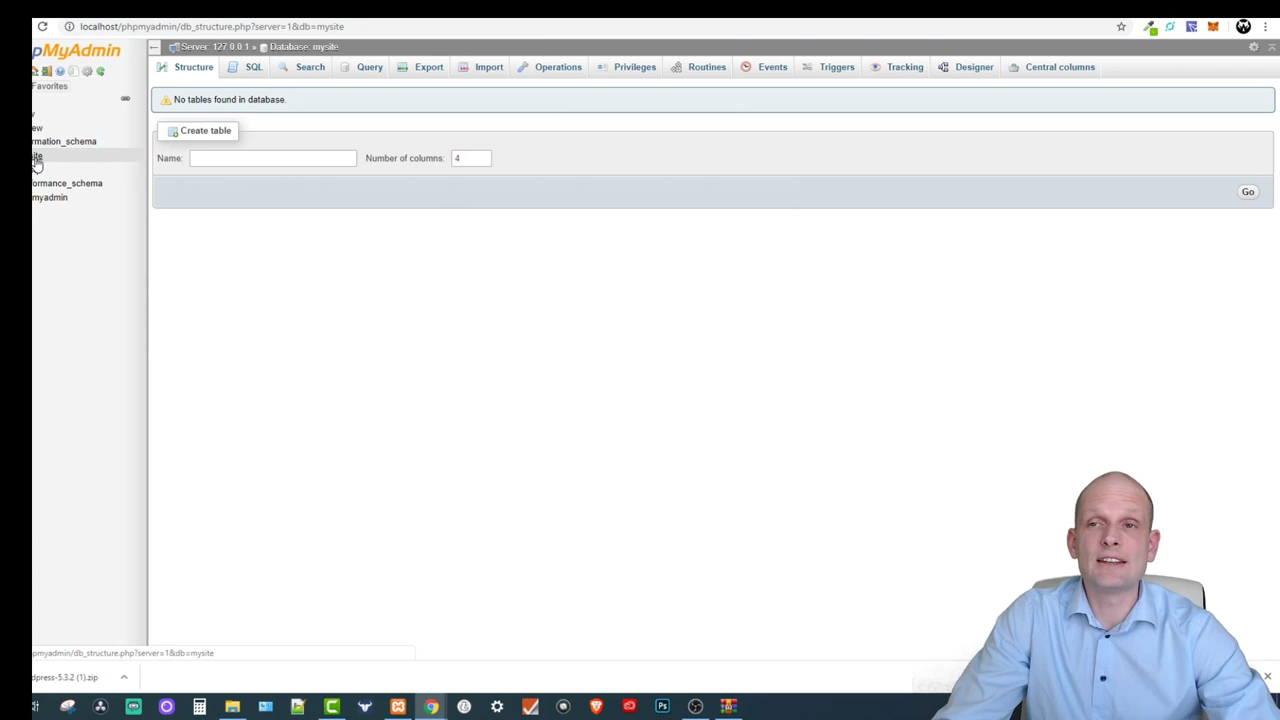 localhost/phpmyadmin/db_structure.php?server=1&db=mysite
pMyAdmin
Server: 127.0.0.1 » Database: mysite
Favorites
Structure SQL Search Query Export Import Operations Privileges Routines Events Triggers Tracking Designer Central columns
No tables found in database.
w
ew
rmation_schema
site
ormance_schema
myadmin
Create table
Name: Number of columns: 4
Go
pmyadmin/db_structure.php?server=1&db=mysite
dpress-5.3.2 (1).zip
Ps